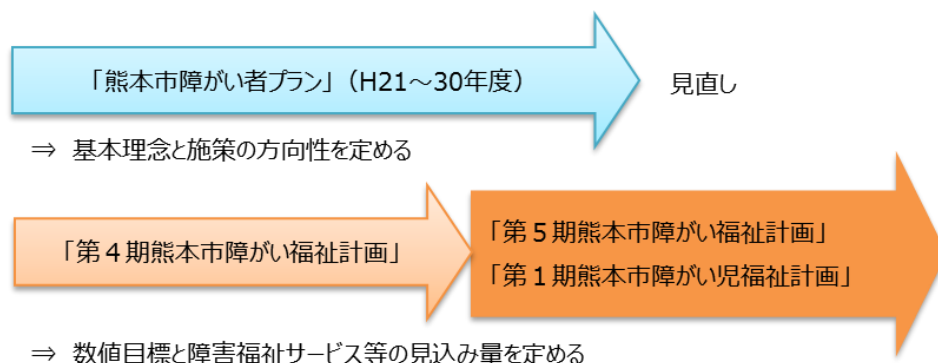 「熊本市障がい者プラン」（H21～30年度）
見直し
⇒ 基本理念と施策の方向性を定める
「第４期熊本市障がい福祉計画」
「第５期熊本市障がい福祉計画」
「第１期熊本市障がい児福祉計画」
⇒ 数値目標と障害福祉サービス等の見込み量を定める